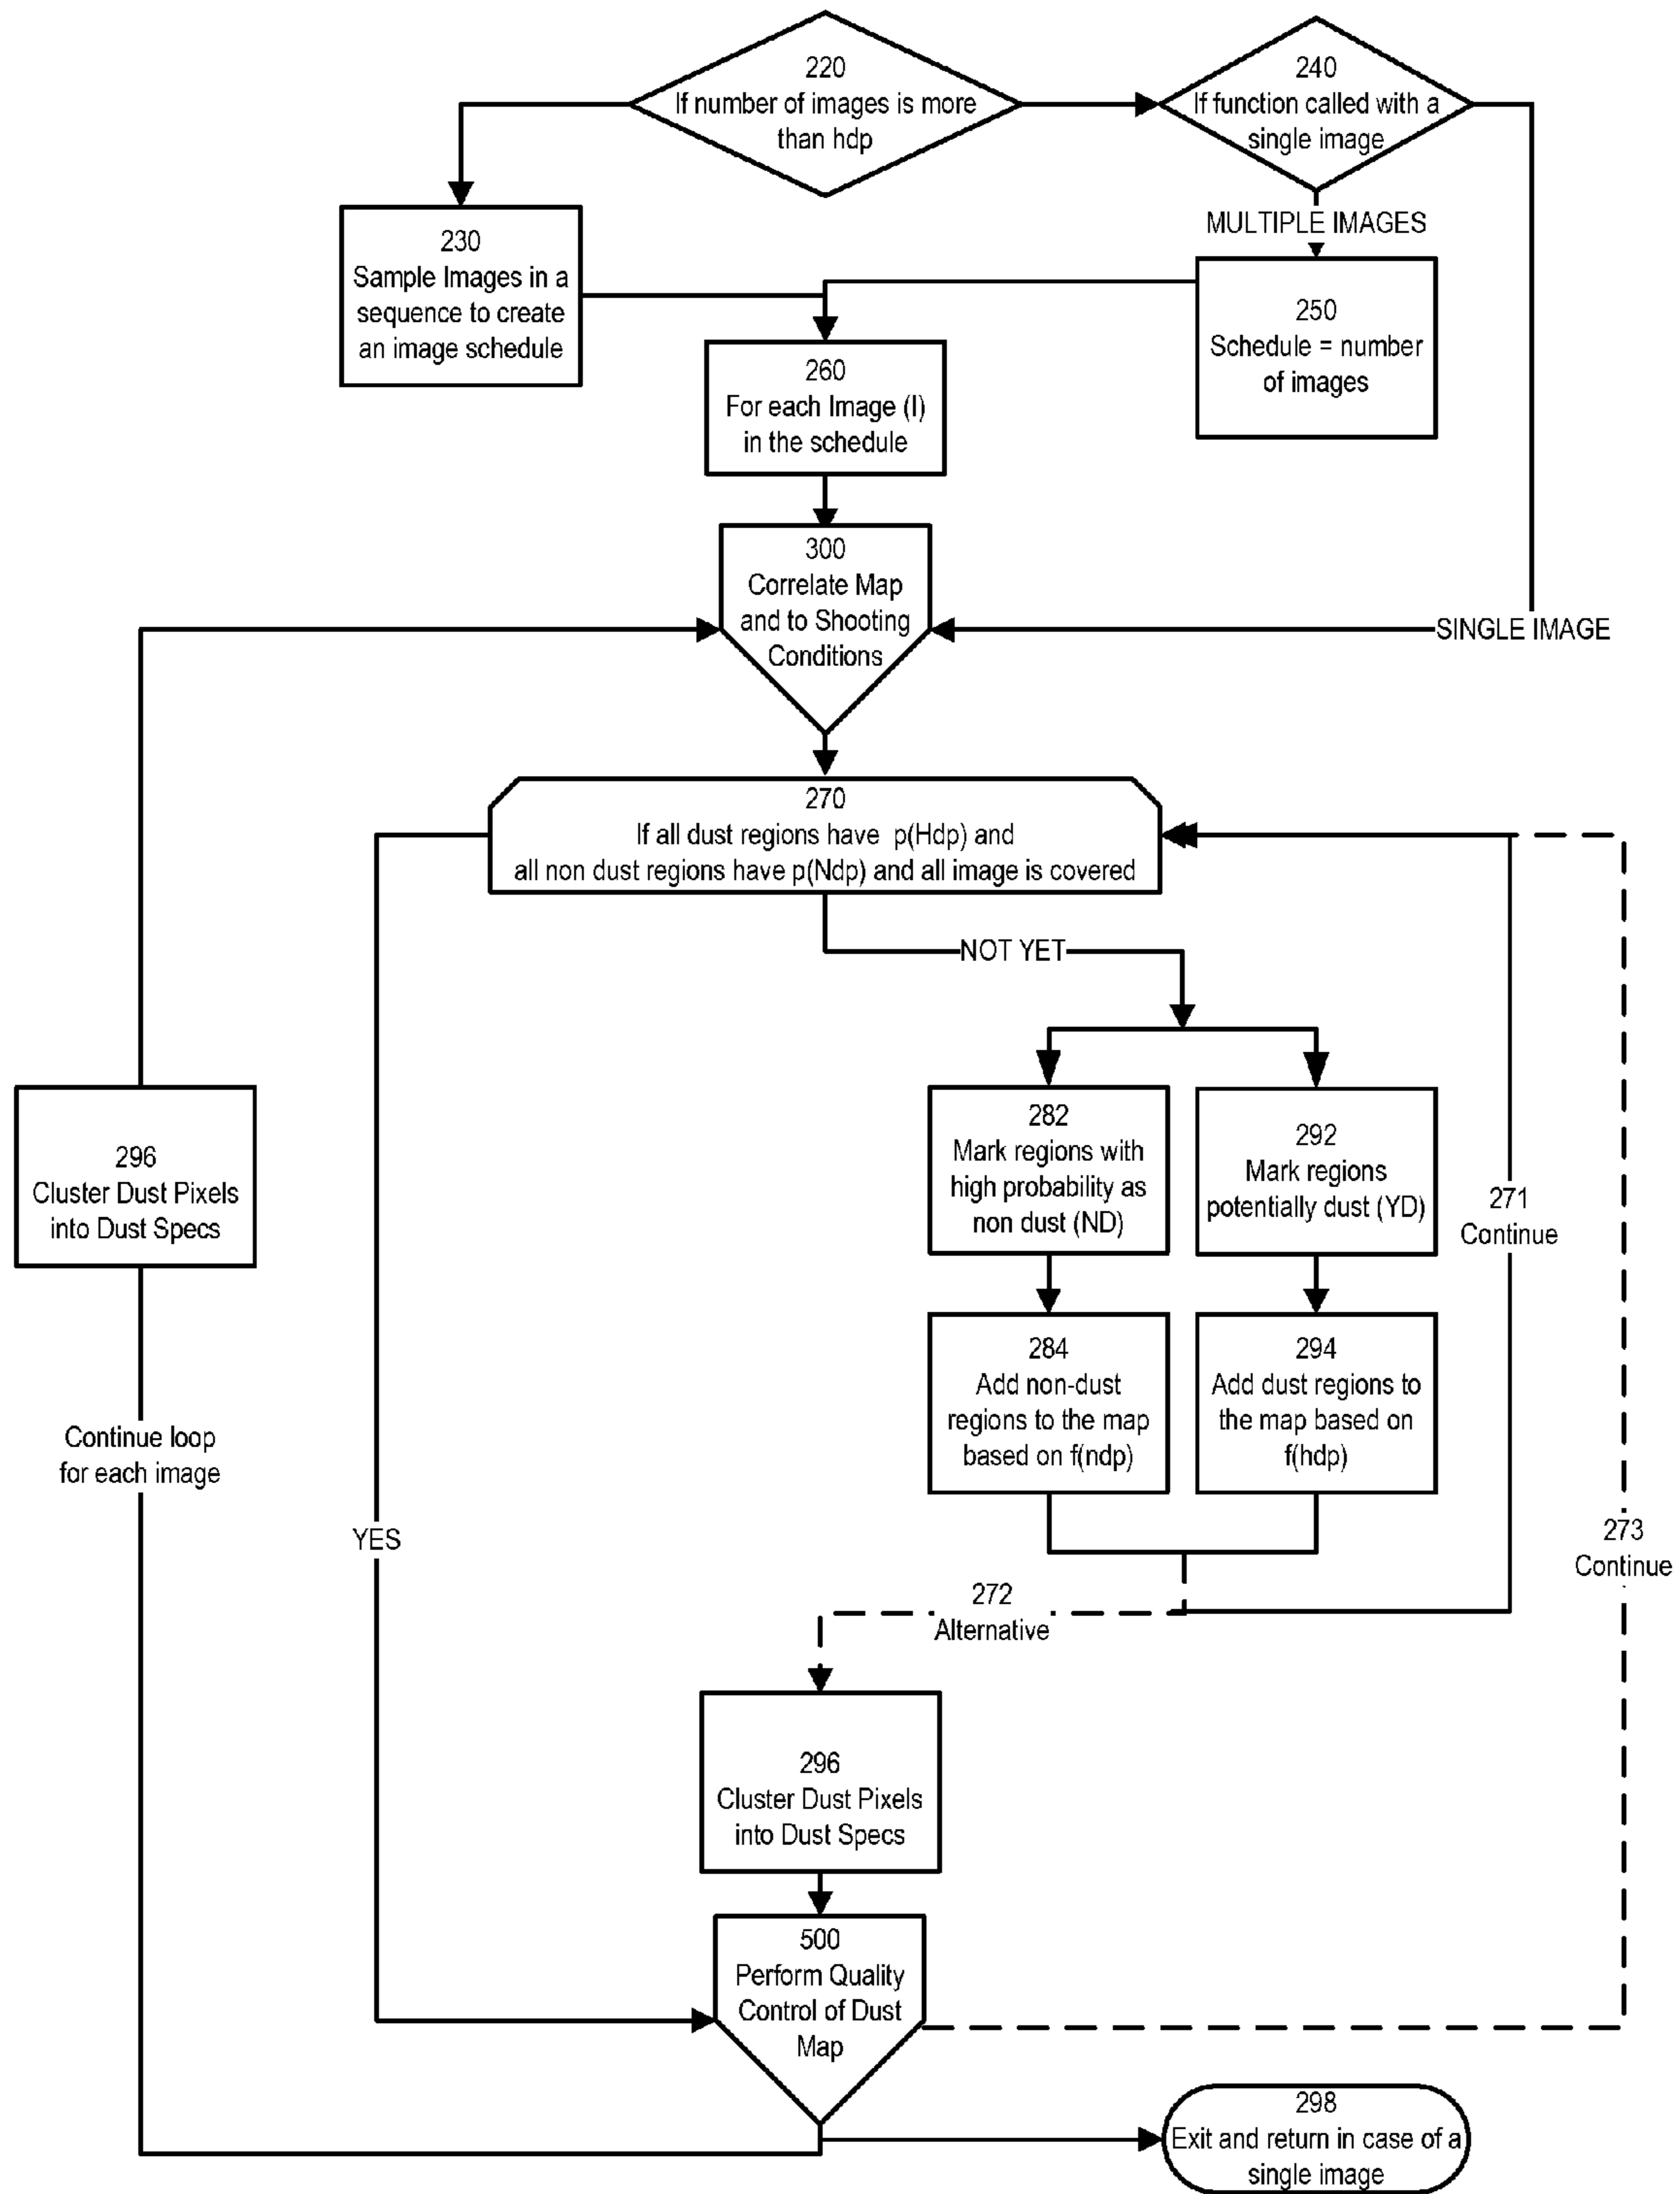 220
If number of images is more
than hdp
240
If function called with a
single image
MULTIPLE IMAGES
230
Sample Images in a
sequence to create
an image schedule
250
Schedule = number
of images
260
For each Image (I)
in the schedule
300
Correlate Map
and to Shooting
Conditions
SINGLE IMAGE
270
If all dust regions have p(Hdp) and
all non dust regions have p(Ndp) and all image is covered
NOT YET
282
Mark regions with
high probability as
non dust (ND)
292
Mark regions
potentially dust (YD)
271
Continue
296
Cluster Dust Pixels
into Dust Specs
284
Add non-dust
regions to the map
based on f(ndp)
294
Add dust regions to
the map based on
f(hdp)
Continue loop
for each image
YES
273
Continue
272
Alternative
296
Cluster Dust Pixels
into Dust Specs
500
Perform Quality
Control of Dust
Map
298
Exit and return in case of a
single image